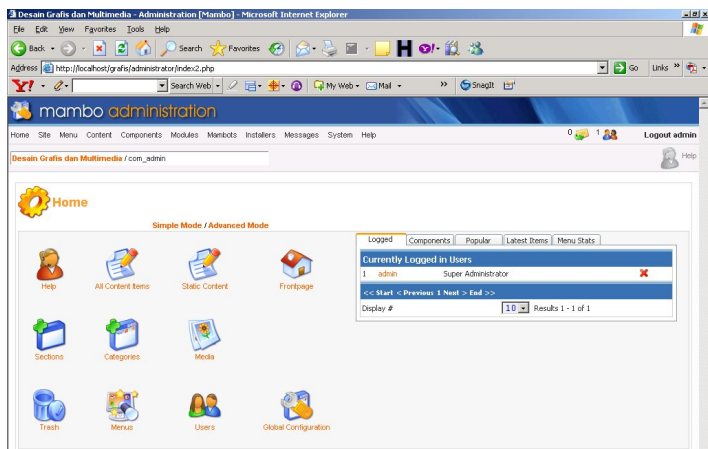 Desain Grafis dan Multimedia - Administration [Mambo] - Microsoft Internet Explorer
File Edit View Favorites Tools Help
Back Search Favorites
Address http://localhost/grafis/administrator/index2.php Go Links »
Y! Search Web My Web Mail » SnagIt
mambo administration
Home Site Menu Content Components Modules Mambots Installers Messages System Help 0 1 Logout admin
Desain Grafis dan Multimedia / com_admin Help
Home
Simple Mode / Advanced Mode
Help All Content Items Static Content Frontpage
Sections Categories Media
Trash Menus Users Global Configuration
Logged Components Popular Latest Items Menu Stats
Currently Logged in Users
1 admin Super Administrator
<< Start < Previous 1 Next > End >>
Display # 10 Results 1 - 1 of 1